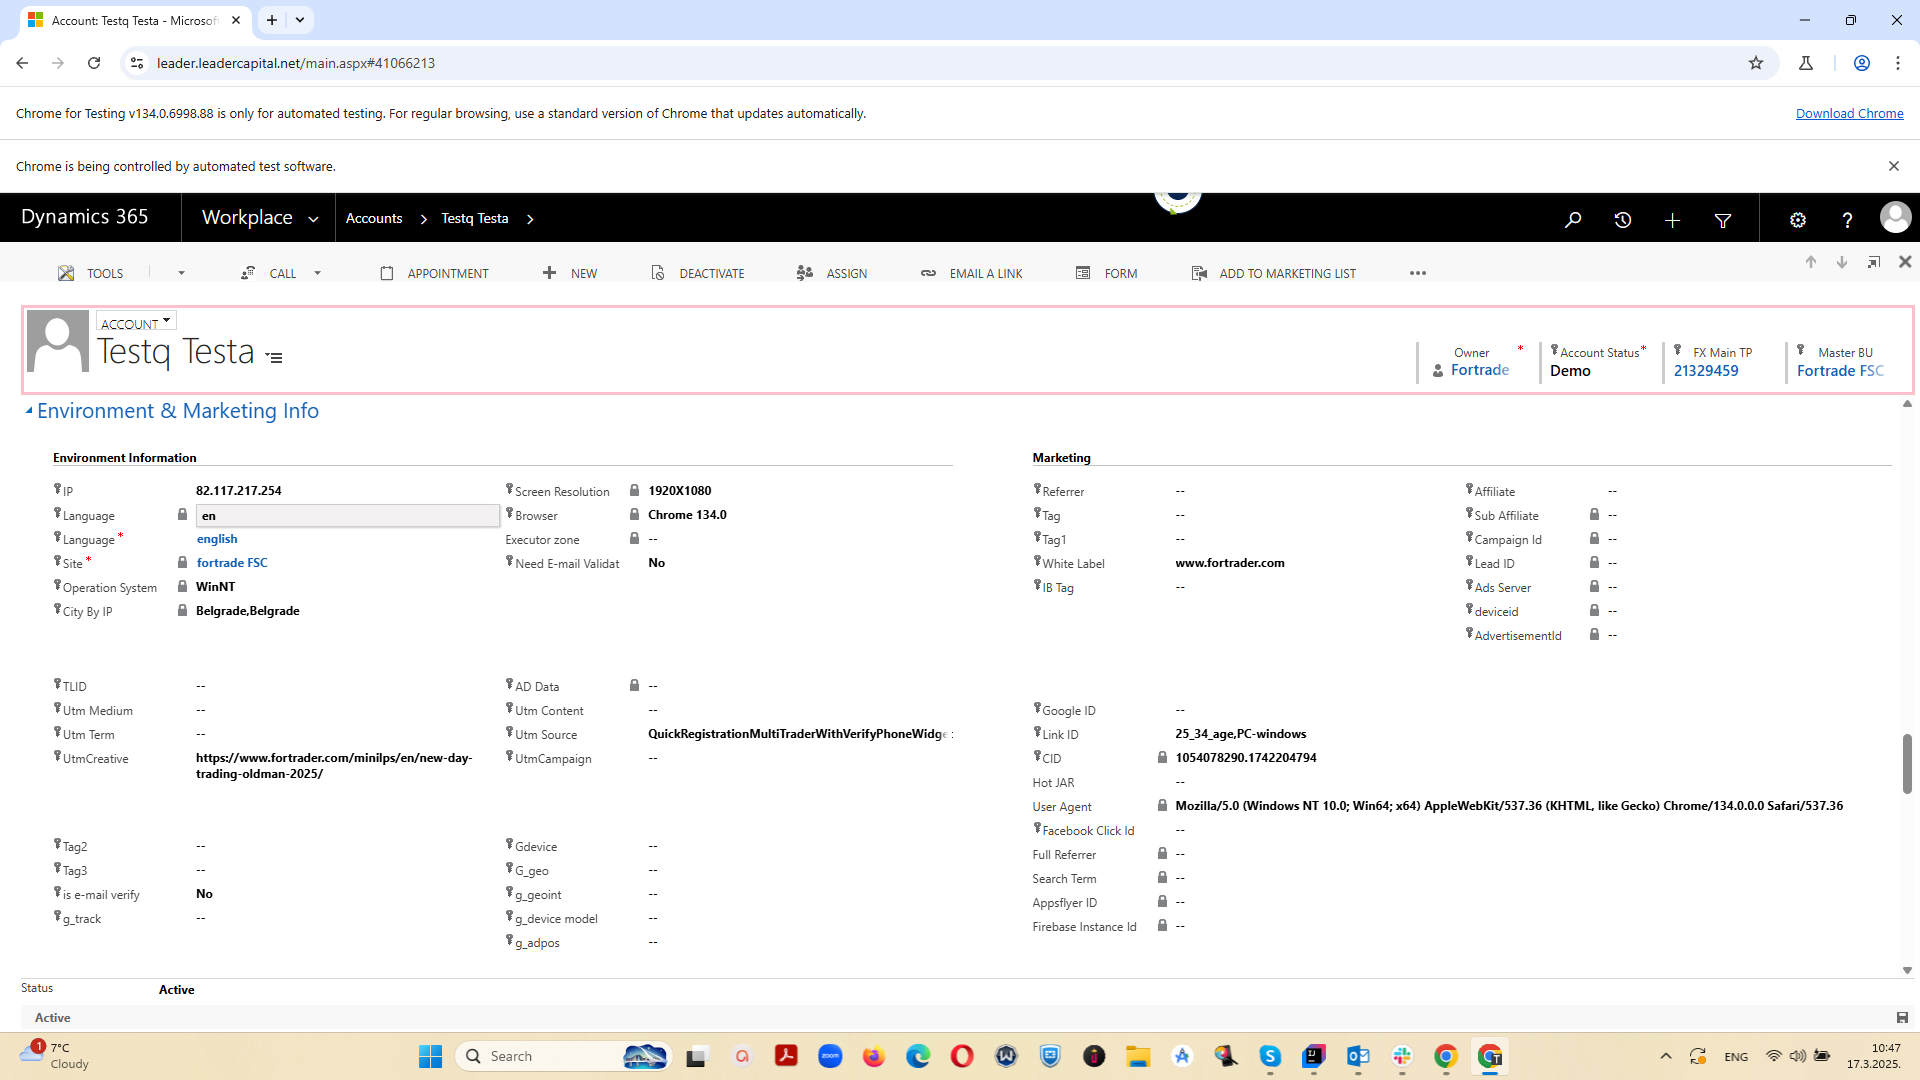 Account: Testq Testa - Microsof
leader.leadercapital.net/main.aspx#41066213
Chrome for Testing v134.0.6998.88 is only for automated testing. For regular browsing, use a standard version of Chrome that updates automatically.
Download Chrome
Chrome is being controlled by automated test software.
Dynamics 365
Workplace
Accounts
Testq Testa
TOOLS
CALL
APPOINTMENT
NEW
DEACTIVATE
ASSIGN
EMAIL A LINK
FORM
ADD TO MARKETING LIST
ACCOUNT
Testq Testa
Owner *
Fortrade
Account Status *
Demo
FX Main TP
21329459
Master BU
Fortrade FSC
Environment & Marketing Info
Environment Information
IP 82.117.217.254
Language en
Language * english
Site * fortrade FSC
Operation System WinNT
City By IP Belgrade,Belgrade
Screen Resolution 1920X1080
Browser Chrome 134.0
Executor zone --
Need E-mail Validat No
Marketing
Referrer --
Tag --
Tag1 --
White Label www.fortrader.com
IB Tag --
Affiliate --
Sub Affiliate --
Campaign Id --
Lead ID --
Ads Server --
deviceid --
AdvertisementId --
TLID --
Utm Medium --
Utm Term --
UtmCreative https://www.fortrader.com/minilps/en/new-day-
trading-oldman-2025/
AD Data --
Utm Content --
Utm Source QuickRegistrationMultiTraderWithVerifyPhoneWidge
UtmCampaign --
Google ID --
Link ID 25_34_age,PC-windows
CID 1054078290.1742204794
Hot JAR --
User Agent Mozilla/5.0 (Windows NT 10.0; Win64; x64) AppleWebKit/537.36 (KHTML, like Gecko) Chrome/134.0.0.0 Safari/537.36
Facebook Click Id --
Full Referrer --
Search Term --
Appsflyer ID --
Firebase Instance Id --
Tag2 --
Tag3 --
is e-mail verify No
g_track --
Gdevice --
G_geo --
g_geoint --
g_device model --
g_adpos --
Status Active
Active
1
7°C
Cloudy
Search
zoom
ENG
10:47
17.3.2025.